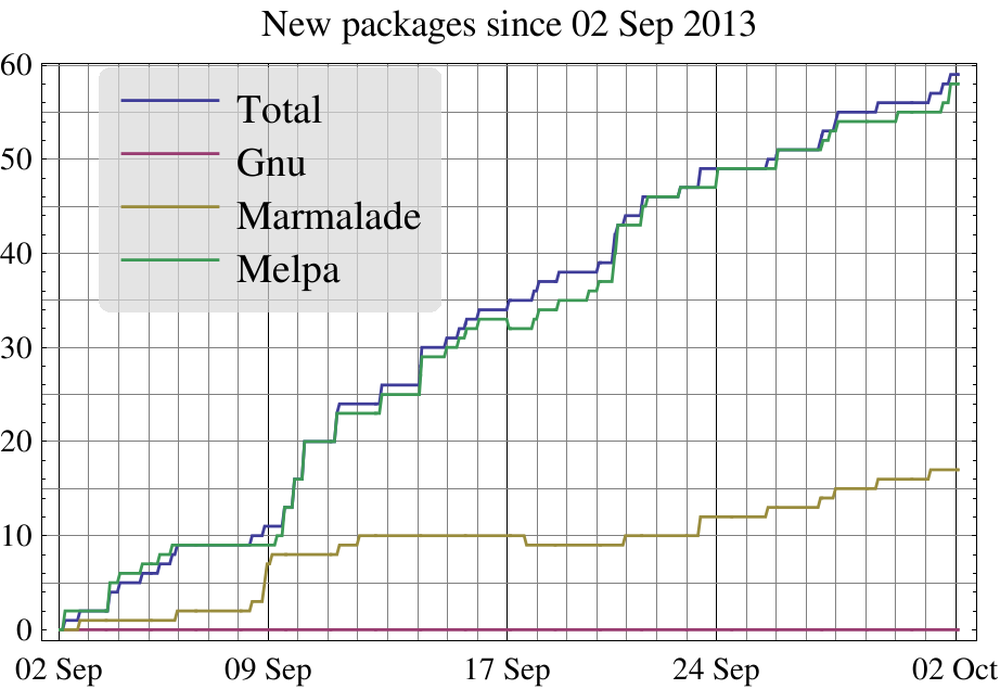 New packages since 02 Sep 2013
60
50
40
30
20
10
0
Total
Gnu
Marmalade
Melpa
02 Sep 09 Sep 17 Sep 24 Sep 02 Oct